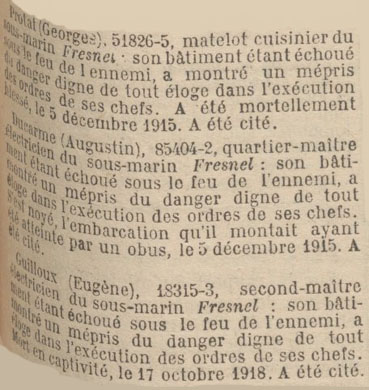 Protat (Georges), 51826-5, matelot cuisinier du
sous-marin Fresnel : son bâtiment étant échoué
sous le feu de l'ennemi, a montré un mépris
du danger digne de tout éloge dans l'exécution
des ordres de ses chefs. A été mortellement
blessé, le 5 décembre 1915. A été cité.
Ducarme (Augustin), 85404-2, quartier-maître
électricien du sous-marin Fresnel : son bâti-
ment étant échoué sous le feu de l'ennemi, a
montré un mépris du danger digne de tout
éloge dans l'exécution des ordres de ses chefs.
S'est noyé, l'embarcation qu'il montait ayant
été atteinte par un obus, le 5 décembre 1915. A
été cité.
Guilloux (Eugène), 18315-3, second-maître
électricien du sous-marin Fresnel : son bâti-
ment étant échoué sous le feu de l'ennemi, a
montré un mépris du danger digne de tout
éloge dans l'exécution des ordres de ses chefs.
Mort en captivité, le 17 octobre 1918. A été cité.